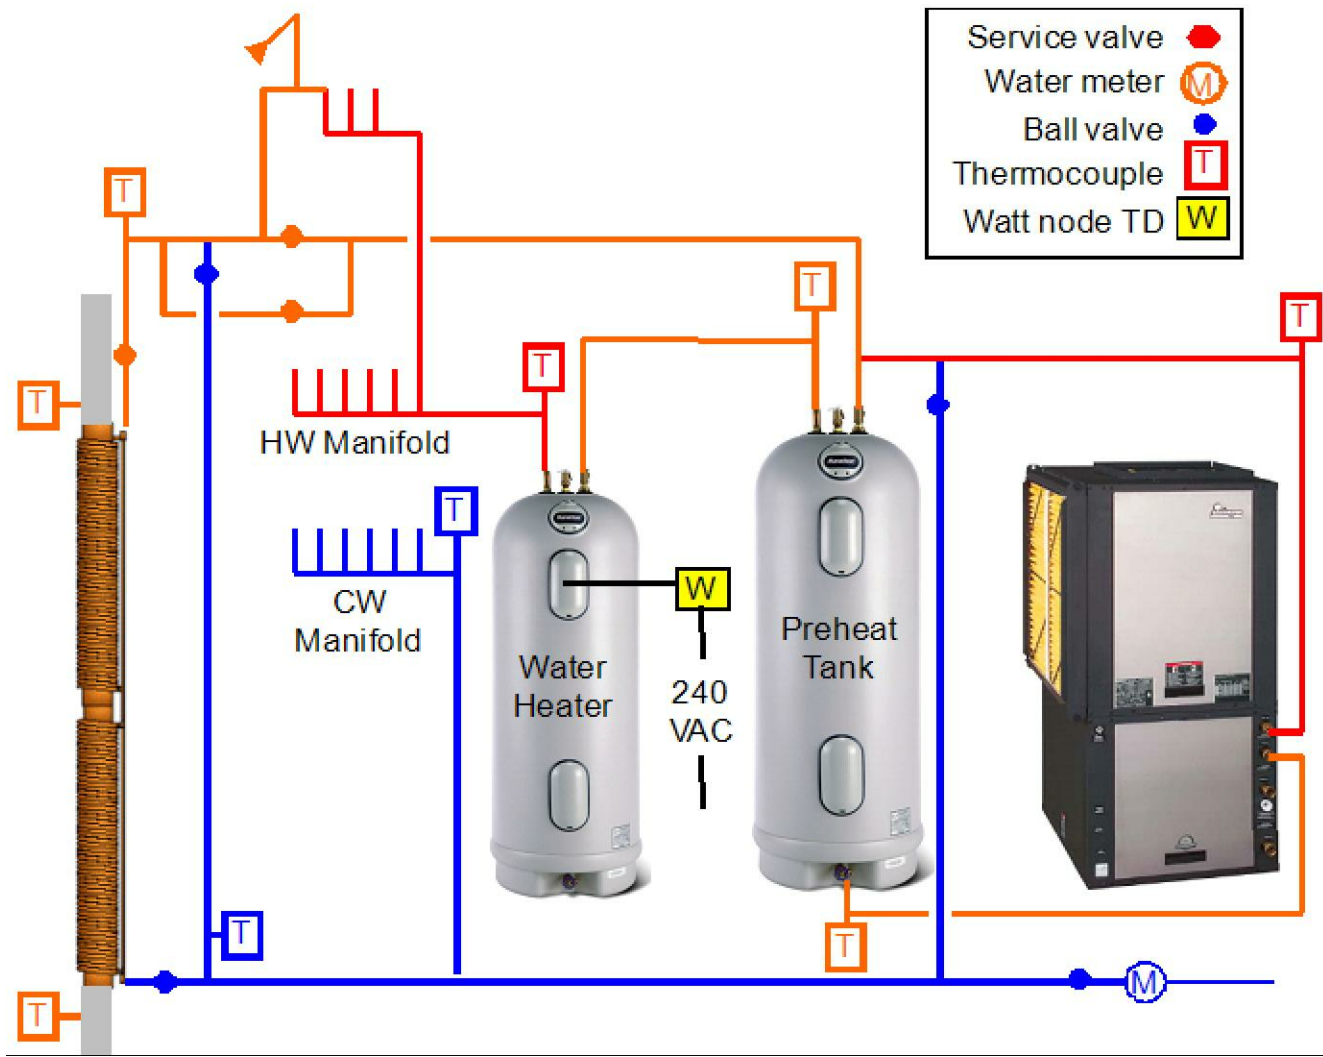 Service valve
Water meter M
Ball valve
Thermocouple T
Watt node TD W
T
T
T
T
T
HW Manifold
T
CW
Manifold
W
Water
Heater
240
VAC
Preheat
Tank
T
T
T
M